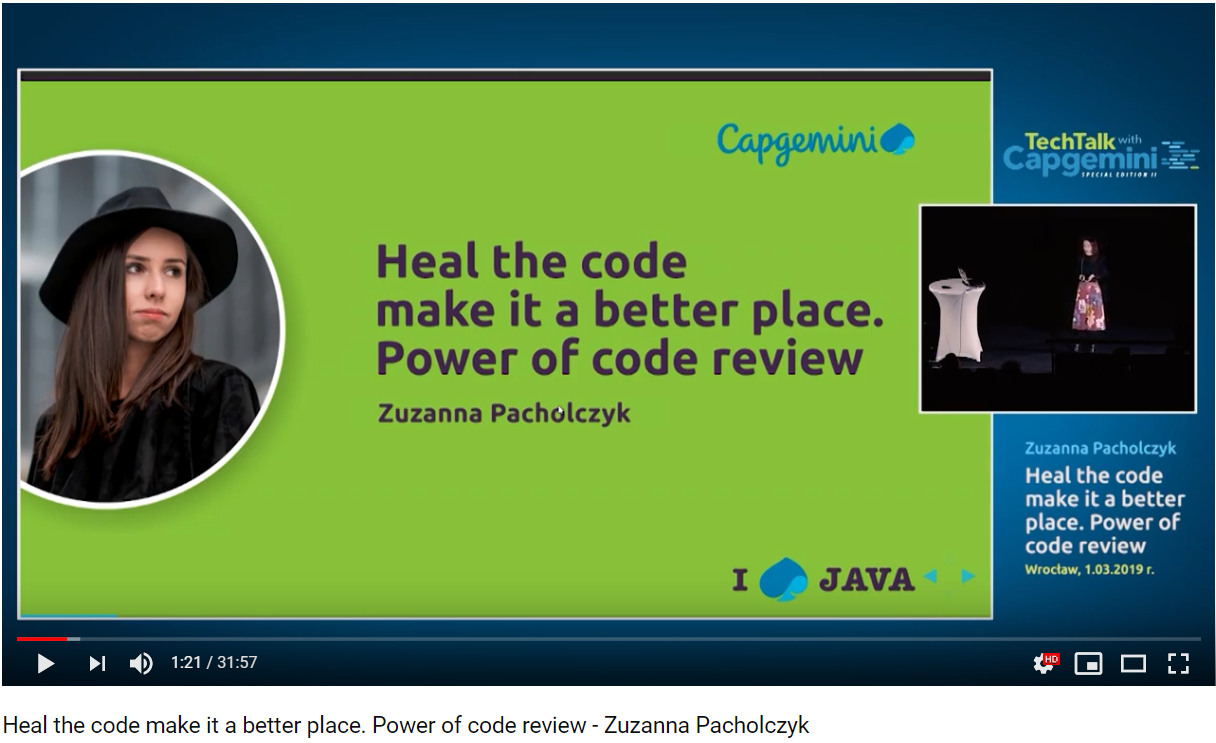 Capgemini
Heal the code
make it a better place.
Power of code review
Zuzanna Pacholczyk
I JAVA
TechTalk with
Capgemini
SPECIAL EDITION II
Zuzanna Pacholczyk
Heal the code
make it a better
place. Power of
code review
Wrocław, 1.03.2019 r.
1:21 / 31:57
HD
Heal the code make it a better place. Power of code review - Zuzanna Pacholczyk